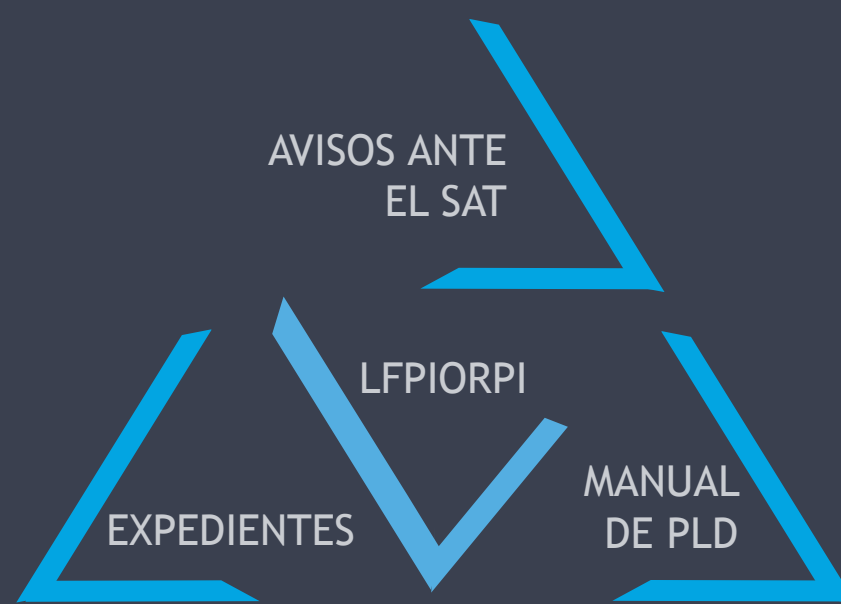 AVISOS ANTE
EL SAT
LFPIORPI
EXPEDIENTES
MANUAL
DE PLD